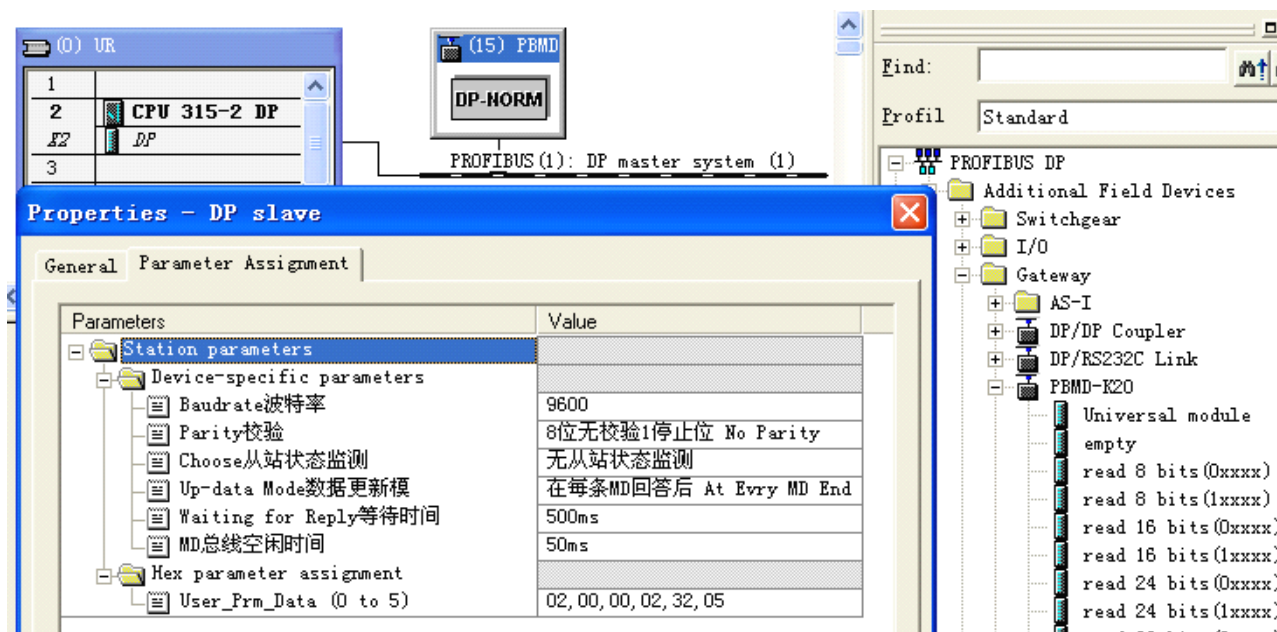 (0) UR
1
2 CPU 315-2 DP
X2 DP
3
(15) PBMD
DP-NORM
PROFIBUS(1): DP master system (1)
Find:
Profil Standard
PROFIBUS DP
Additional Field Devices
Switchgear
I/O
Gateway
AS-I
DP/DP Coupler
DP/RS232C Link
PBMD-K20
Universal module
empty
read 8 bits(0xxxx)
read 8 bits(1xxxx)
read 16 bits(0xxxx)
read 16 bits(1xxxx)
read 24 bits(0xxxx)
read 24 bits(1xxxx)
Properties - DP slave
General Parameter Assignment
Parameters Value
Station parameters
Device-specific parameters
Baudrate波特率 9600
Parity校验 8位无校验1停止位 No Parity
Choose从站状态监测 无从站状态监测
Up-data Mode数据更新模 在每条MD回答后 At Evry MD End
Waiting for Reply等待时间 500ms
MD总线空闲时间 50ms
Hex parameter assignment
User_Prm_Data (0 to 5) 02,00,00,02,32,05